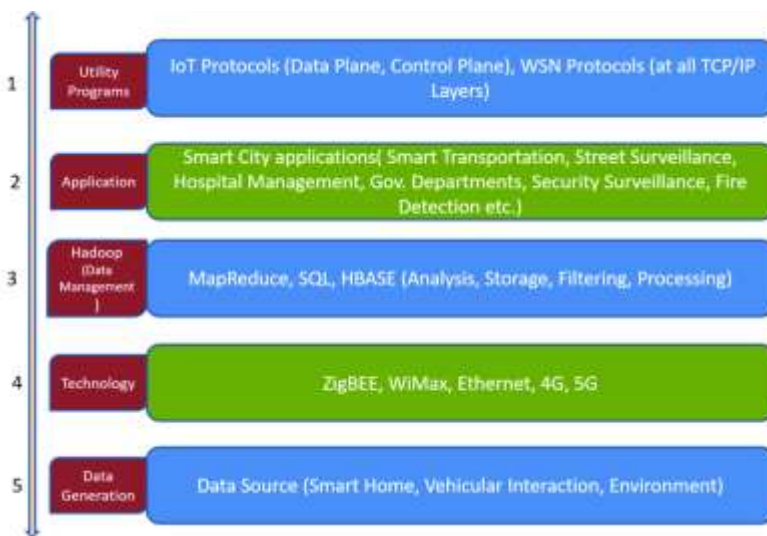 1
Utility
Programs
IoT Protocols (Data Plane, Control Plane), WSN Protocols (at all TCP/IP
Layers)
2
Application
Smart City applications( Smart Transportation, Street Surveillance,
Hospital Management, Gov. Departments, Security Surveillance, Fire
Detection etc.)
3
Hadoop
(Data
Management
)
MapReduce, SQL, HBASE (Analysis, Storage, Filtering, Processing)
4
Technology
ZigBEE, WiMax, Ethernet, 4G, 5G
5
Data
Generation
Data Source (Smart Home, Vehicular Interaction, Environment)